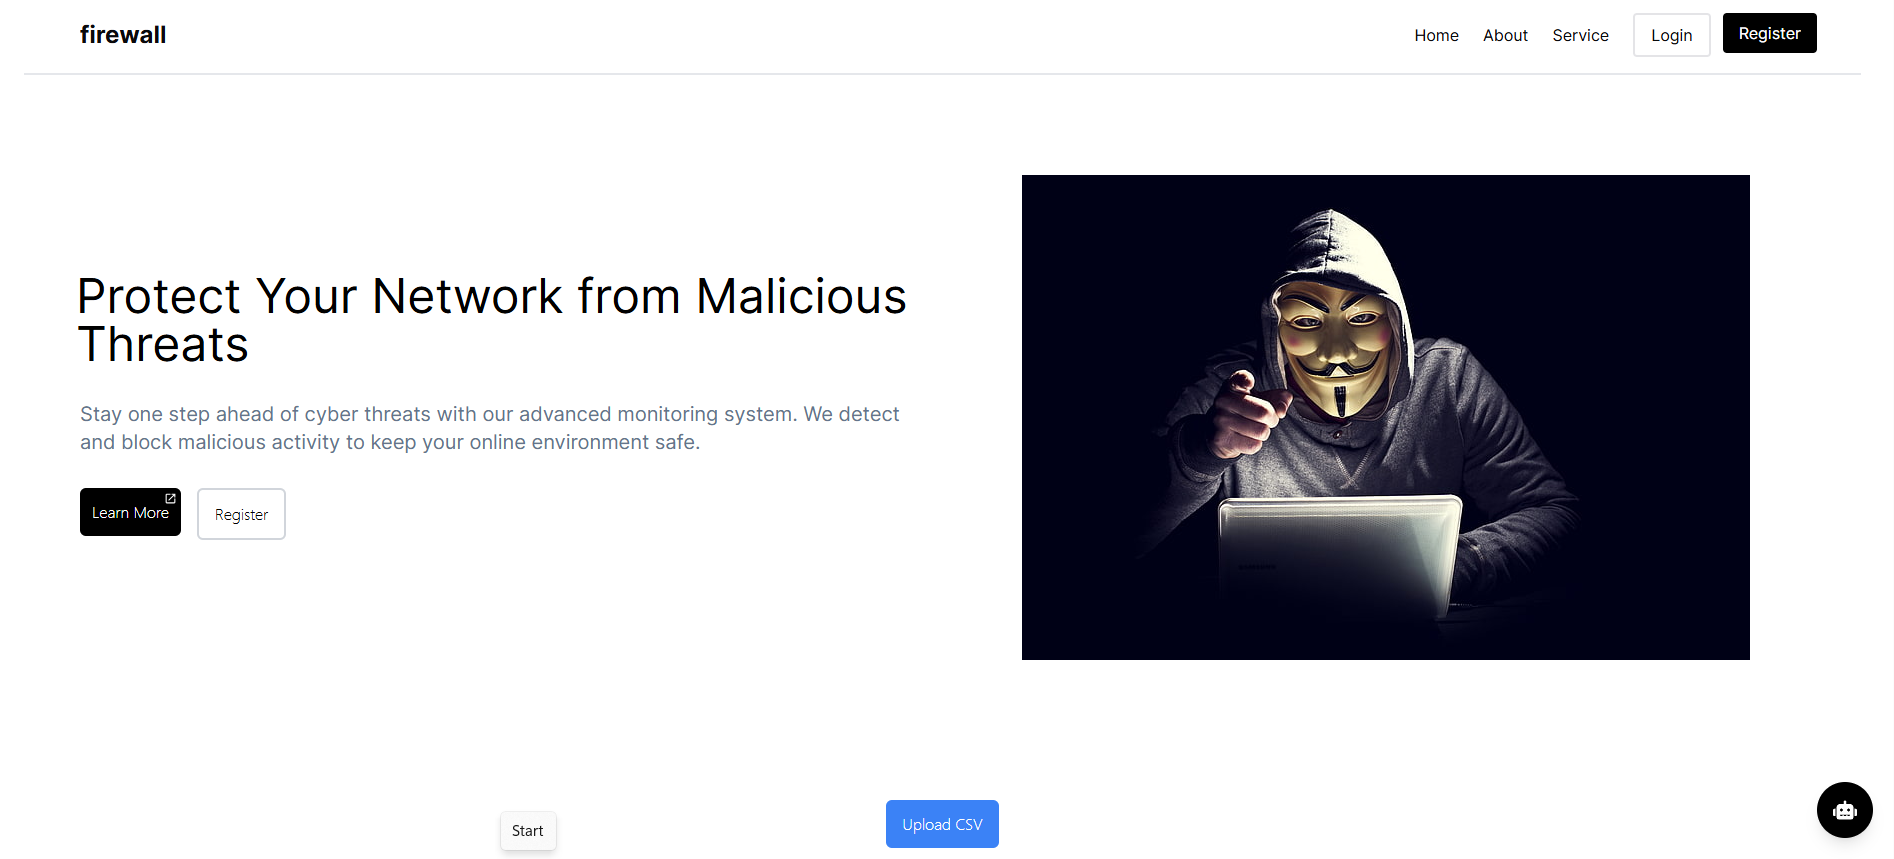 firewall
Home
About
Service
Login
Register
Protect Your Network from Malicious
Threats
Stay one step ahead of cyber threats with our advanced monitoring system. We detect
and block malicious activity to keep your online environment safe.
Learn More
Register
Start
Upload CSV